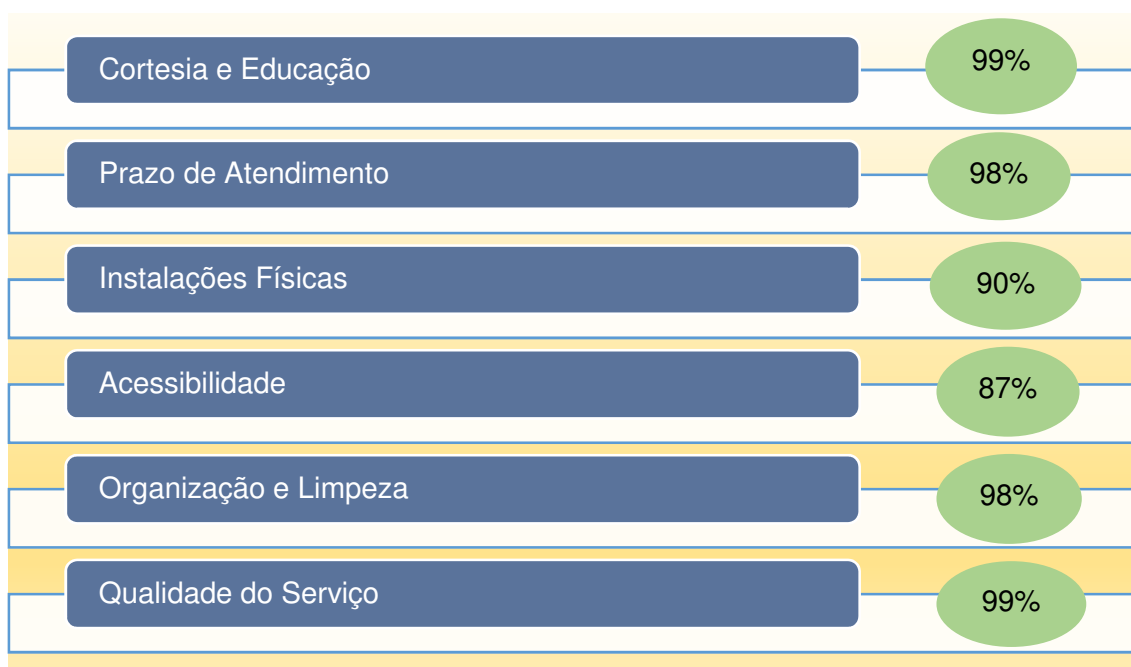 Cortesia e Educação 99%
Prazo de Atendimento 98%
Instalações Físicas 90%
Acessibilidade 87%
Organização e Limpeza 98%
Qualidade do Serviço 99%